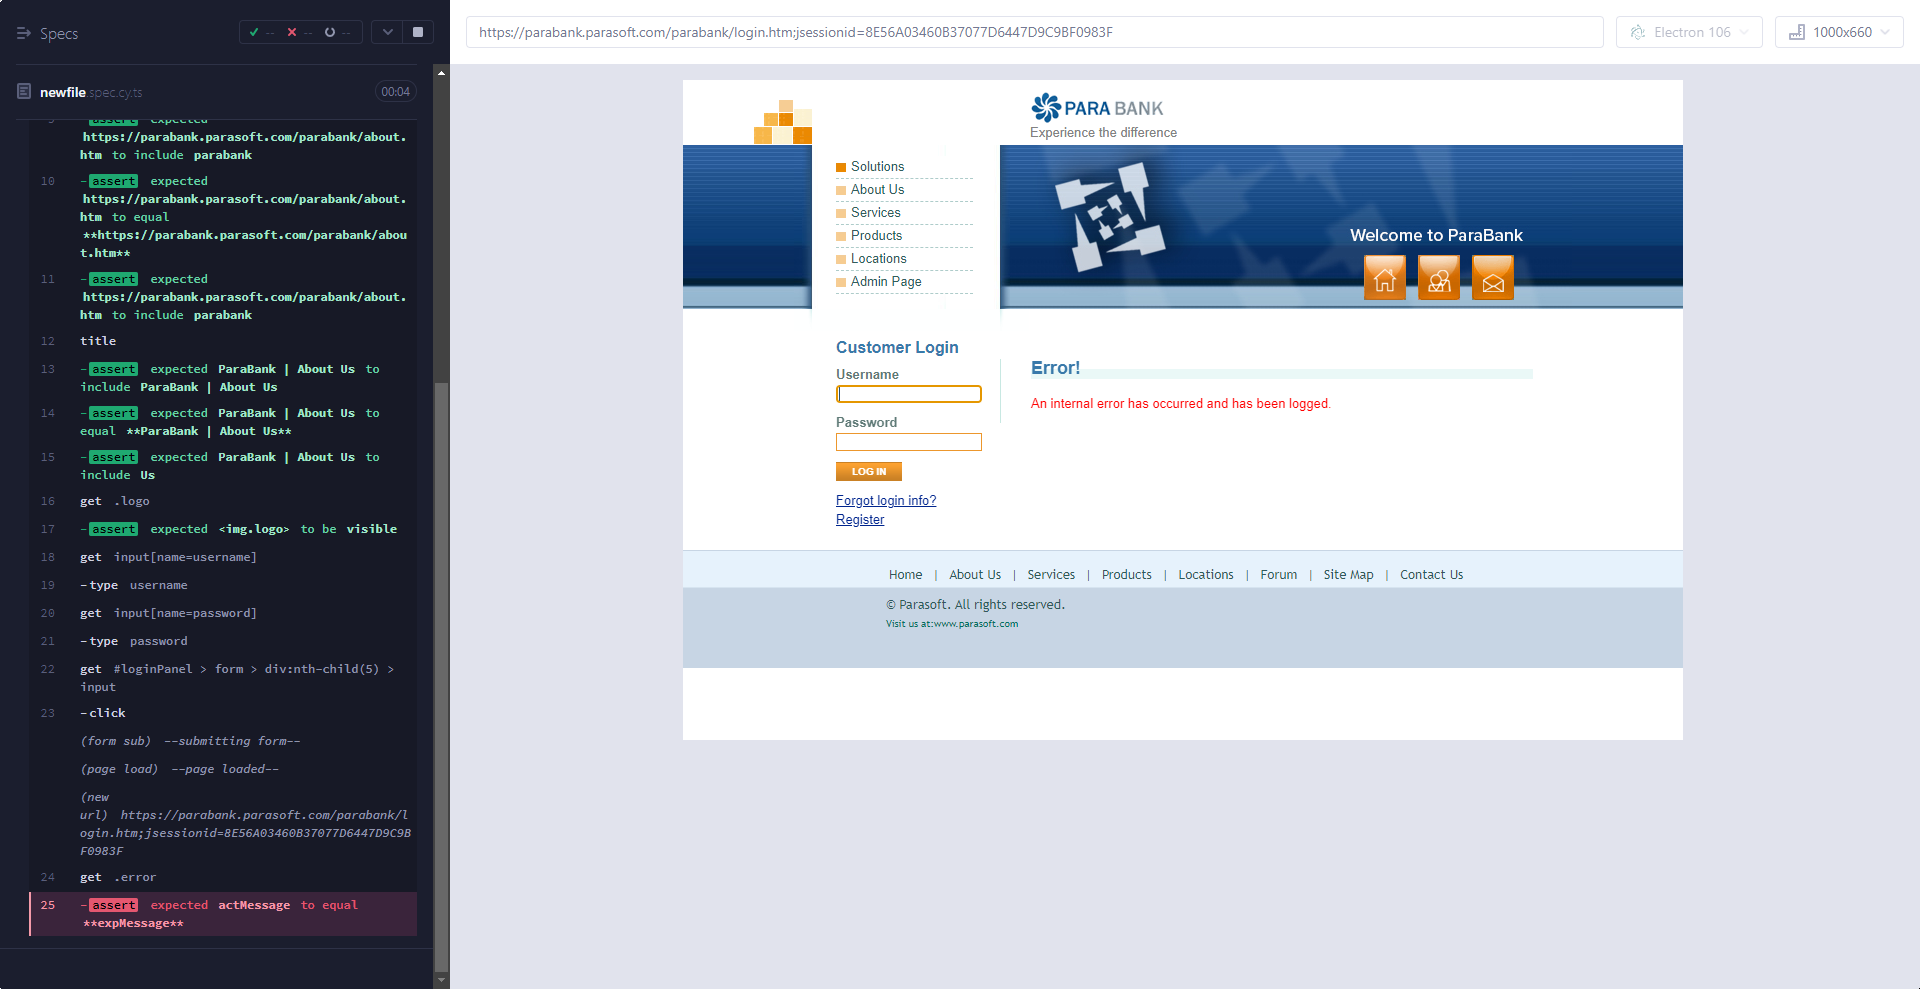 Specs
-- -- --
https://parabank.parasoft.com/parabank/login.htm;jsessionid=8E56A03460B37077D6447D9C9BF0983F
Electron 106
1000x660
newfile.spec.cy.ts
00:04
9 -assert expected
https://parabank.parasoft.com/parabank/about.
htm to include parabank
10 -assert expected
https://parabank.parasoft.com/parabank/about.
htm to equal
**https://parabank.parasoft.com/parabank/abou
t.htm**
11 -assert expected
https://parabank.parasoft.com/parabank/about.
htm to include parabank
12 title
13 -assert expected ParaBank | About Us to
include ParaBank | About Us
14 -assert expected ParaBank | About Us to
equal **ParaBank | About Us**
15 -assert expected ParaBank | About Us to
include Us
16 get .logo
17 -assert expected <img.logo> to be visible
18 get input[name=username]
19 -type username
20 get input[name=password]
21 -type password
22 get #loginPanel > form > div:nth-child(5) >
input
23 -click
(form sub) --submitting form--
(page load) --page loaded--
(new
url) https://parabank.parasoft.com/parabank/l
ogin.htm;jsessionid=8E56A03460B37077D6447D9C9B
F0983F
24 get .error
25 -assert expected actMessage to equal
**expMessage**
PARA BANK
Experience the difference
Solutions
About Us
Services
Products
Locations
Admin Page
Welcome to ParaBank
Customer Login
Username
Password
LOG IN
Forgot login info?
Register
Error!
An internal error has occurred and has been logged.
Home | About Us | Services | Products | Locations | Forum | Site Map | Contact Us
© Parasoft. All rights reserved.
Visit us at:www.parasoft.com